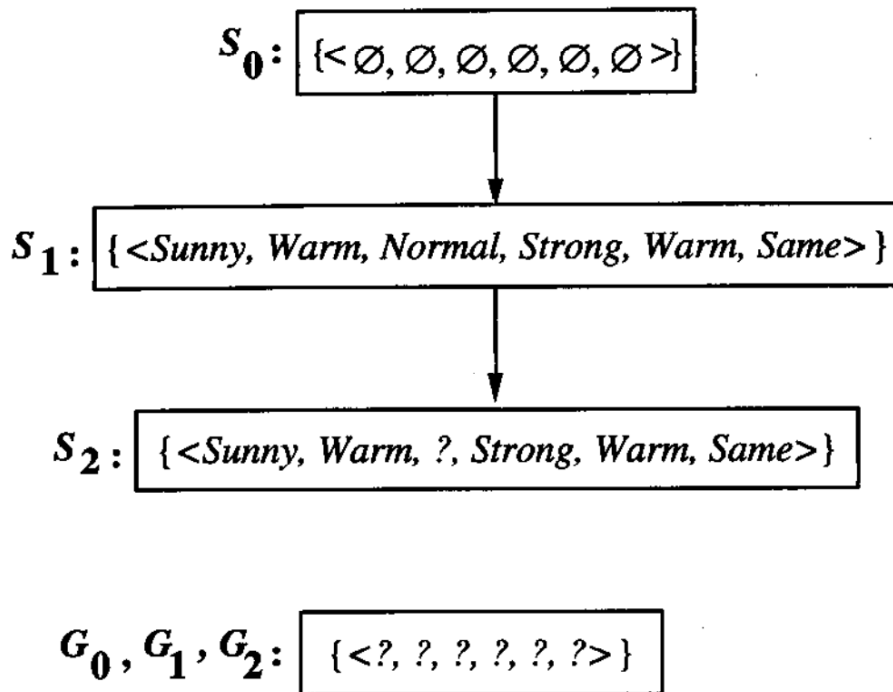 S0: {<∅, ∅, ∅, ∅, ∅, ∅>}
S1: {<Sunny, Warm, Normal, Strong, Warm, Same>}
S2: {<Sunny, Warm, ?, Strong, Warm, Same>}
G0, G1, G2: {<?, ?, ?, ?, ?, ?>}